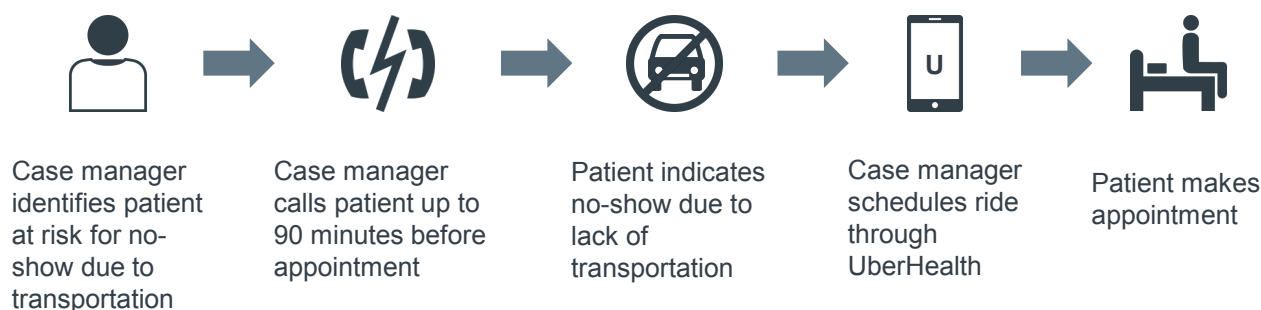 U
Case manager
identifies patient
at risk for no-
show due to
transportation
Case manager
calls patient up to
90 minutes before
appointment
Patient indicates
no-show due to
lack of
transportation
Case manager
schedules ride
through
UberHealth
Patient makes
appointment